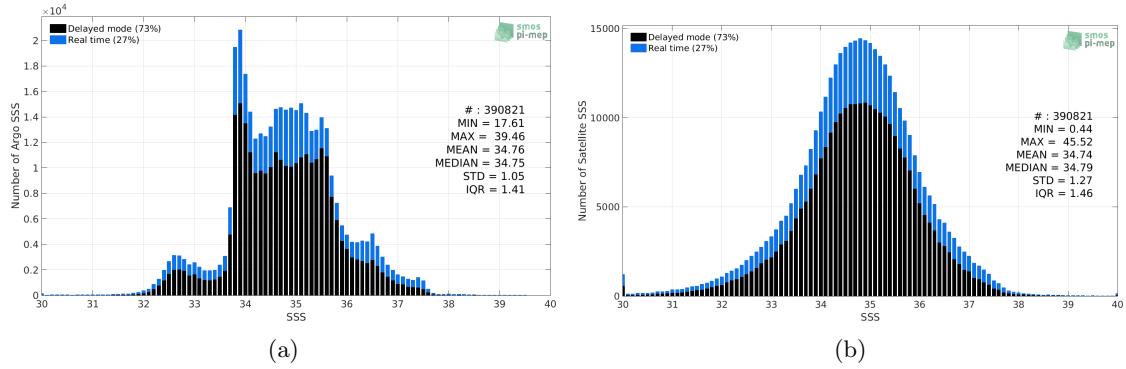 ×10⁴
Delayed mode (73%)
Real time (27%)
smos
pi-mep
# : 390821
MIN = 17.61
MAX = 39.46
MEAN = 34.76
MEDIAN = 34.75
STD = 1.05
IQR = 1.41
Number of Argo SSS
2
1.8
1.6
1.4
1.2
1
0.8
0.6
0.4
0.2
0
30 31 32 33 34 35 36 37 38 39 40
SSS
(a)
Delayed mode (73%)
Real time (27%)
smos
pi-mep
# : 390821
MIN = 0.44
MAX = 45.52
MEAN = 34.74
MEDIAN = 34.79
STD = 1.27
IQR = 1.46
Number of Satellite SSS
15000
10000
5000
0
30 31 32 33 34 35 36 37 38 39 40
SSS
(b)